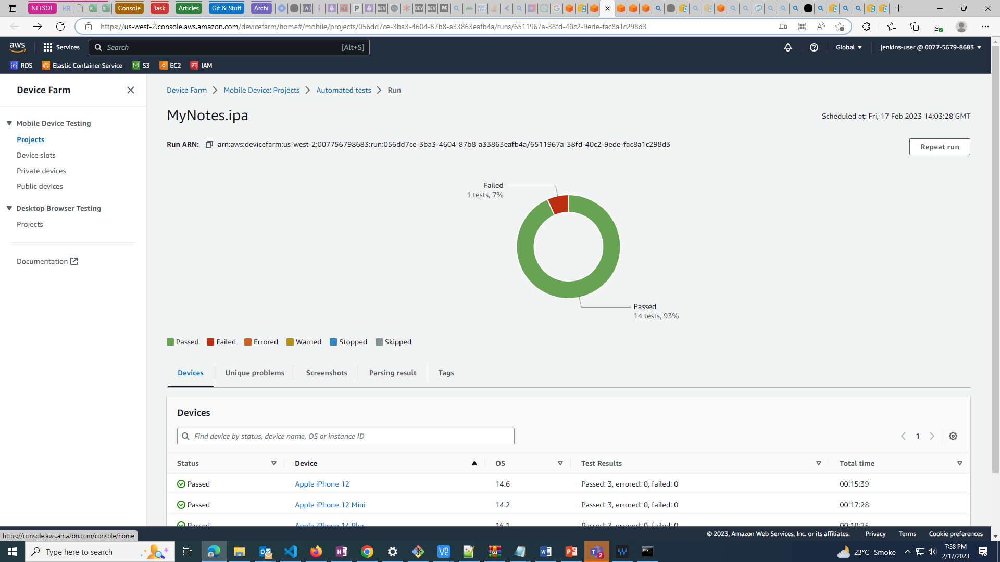 NETSOL
HR
Console
Task
Articles
Git & Stuff
Archi
https://us-west-2.console.aws.amazon.com/devicefarm/home#/mobile/projects/056dd7ce-3ba3-4604-87b8-a33863eafb4a/runs/6511967a-38fd-40c2-9ede-fac8a1c298d3
aws
Services
Search
[Alt+S]
Global
jenkins-user @ 0077-5679-8683
RDS
Elastic Container Service
S3
EC2
IAM
Device Farm
Mobile Device Testing
Projects
Device slots
Private devices
Public devices
Desktop Browser Testing
Projects
Documentation
Device Farm
Mobile Device: Projects
Automated tests
Run
MyNotes.ipa
Scheduled at: Fri, 17 Feb 2023 14:03:28 GMT
Run ARN:
arn:aws:devicefarm:us-west-2:007756798683:run:056dd7ce-3ba3-4604-87b8-a33863eafb4a/6511967a-38fd-40c2-9ede-fac8a1c298d3
Repeat run
Failed
1 tests, 7%
Passed
14 tests, 93%
Passed
Failed
Errored
Warned
Stopped
Skipped
Devices
Unique problems
Screenshots
Parsing result
Tags
Devices
Find device by status, device name, OS or instance ID
1
Status
Device
OS
Test Results
Total time
Passed
Apple iPhone 12
14.6
Passed: 3, errored: 0, failed: 0
00:15:39
Passed
Apple iPhone 12 Mini
14.2
Passed: 3, errored: 0, failed: 0
00:17:28
Passed
Apple iPhone 14 Plus
16.1
Passed: 3, errored: 0, failed: 0
00:19:25
https://console.aws.amazon.com/console/home
© 2023, Amazon Web Services, Inc. or its affiliates.
Privacy
Terms
Cookie preferences
Type here to search
23°C Smoke
7:38 PM
2/17/2023